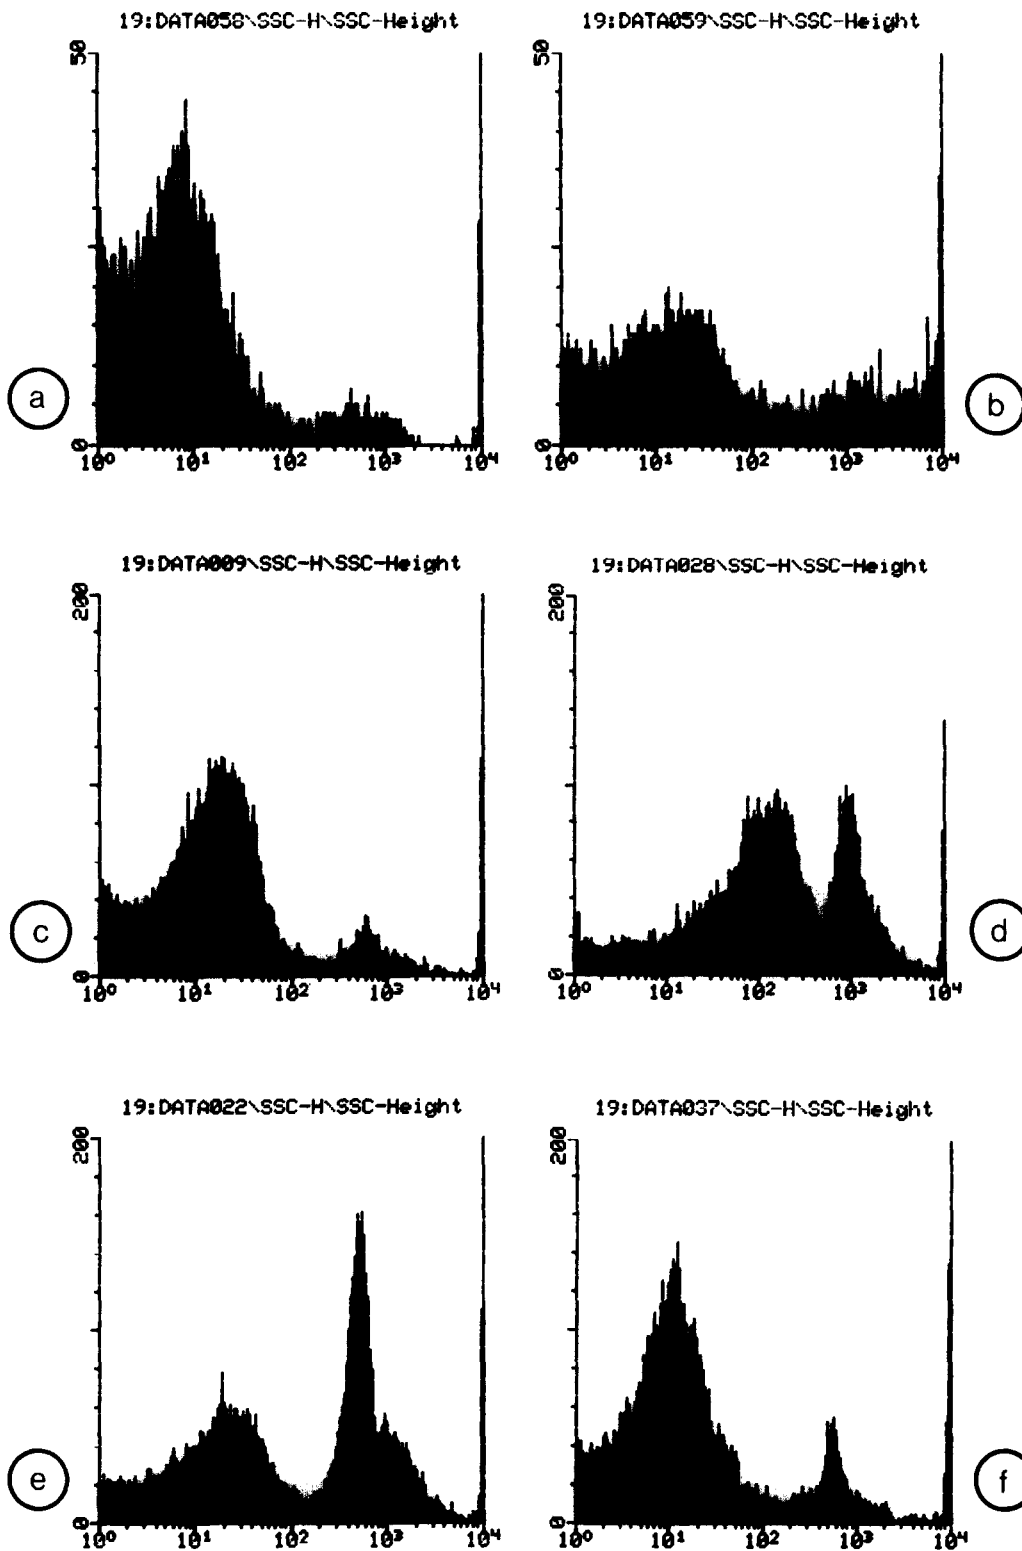 19:DATA058\SSC-H\SSC-Height
19:DATA059\SSC-H\SSC-Height
50
0
10⁰ 10¹ 10² 10³ 10⁴
a
50
0
10⁰ 10¹ 10² 10³ 10⁴
b
19:DATA009\SSC-H\SSC-Height
19:DATA028\SSC-H\SSC-Height
200
0
10⁰ 10¹ 10² 10³ 10⁴
c
200
0
10⁰ 10¹ 10² 10³ 10⁴
d
19:DATA022\SSC-H\SSC-Height
19:DATA037\SSC-H\SSC-Height
200
0
10⁰ 10¹ 10² 10³ 10⁴
e
200
0
10⁰ 10¹ 10² 10³ 10⁴
f